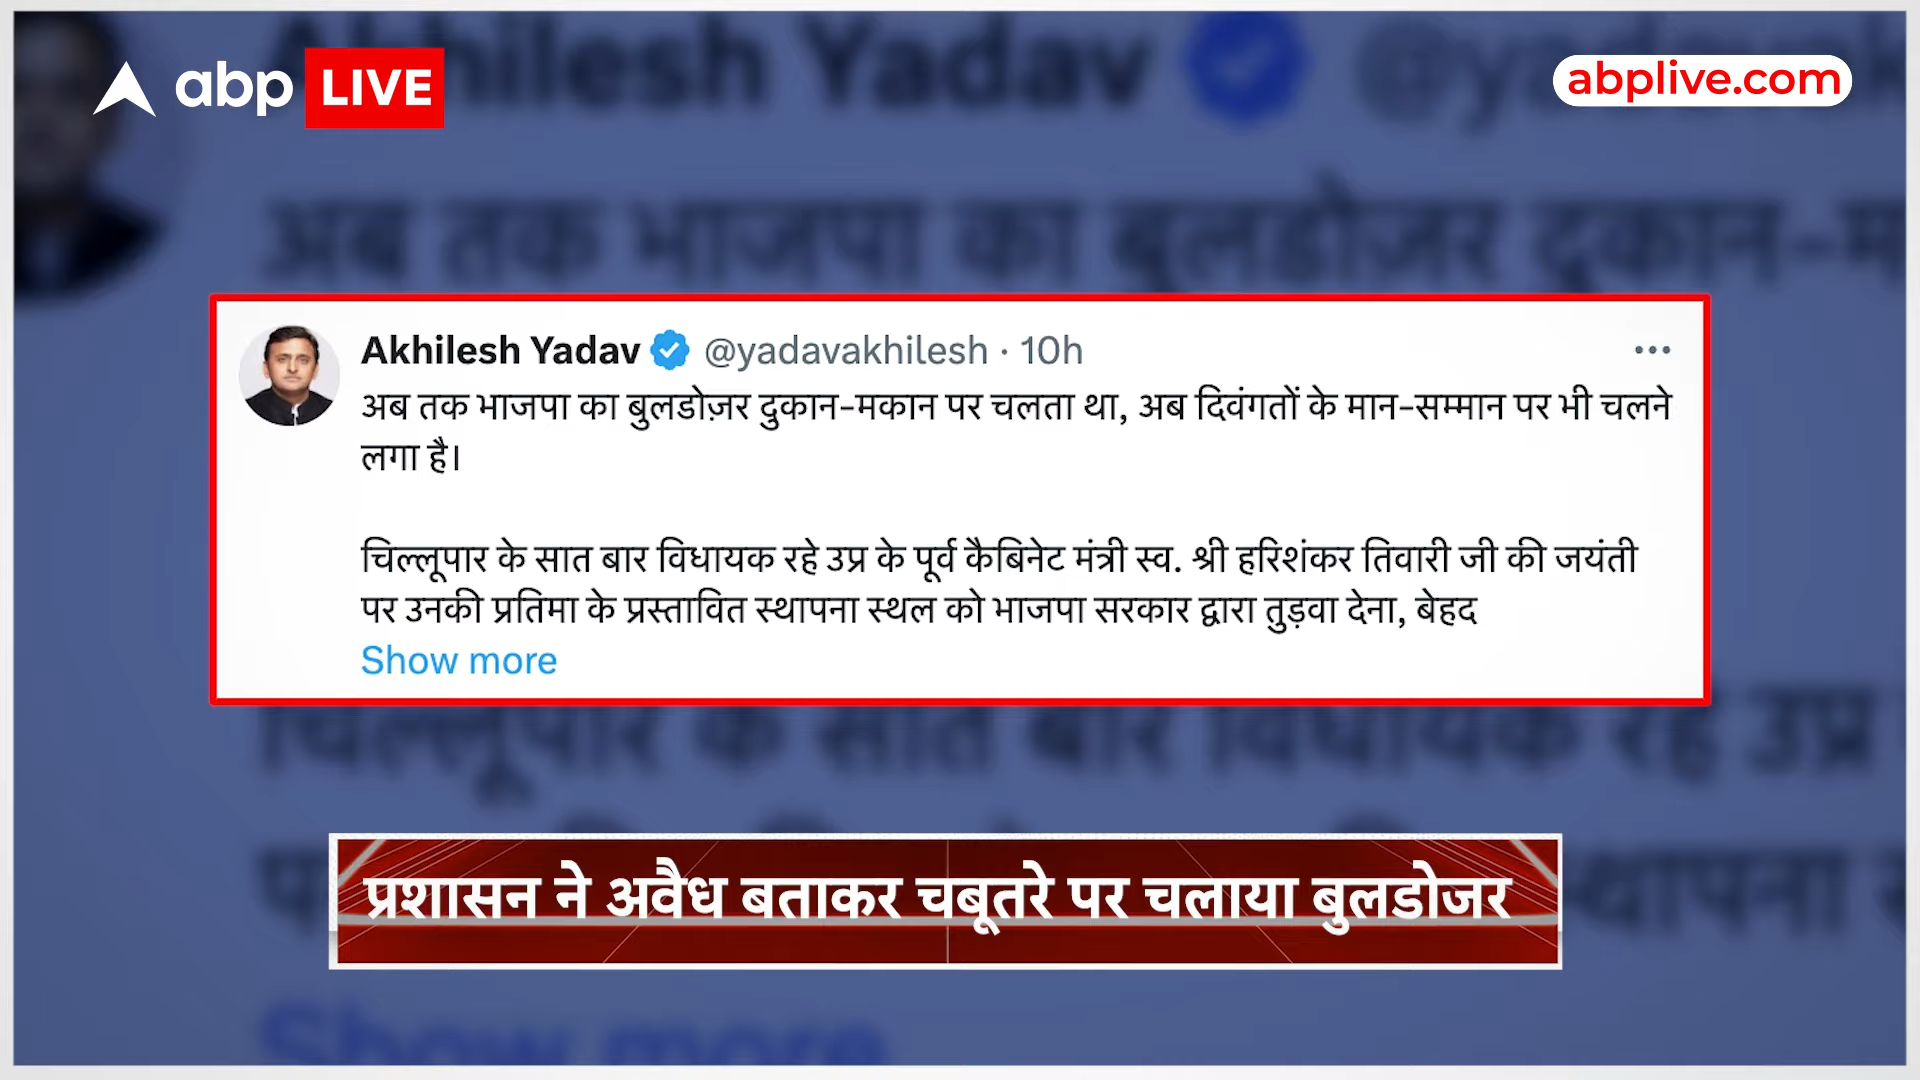 abp LIVE
abplive.com
Akhilesh Yadav @yadavakhilesh · 10h
अब तक भाजपा का बुलडोज़र दुकान-मकान पर चलता था, अब दिवंगतों के मान-सम्मान पर भी चलने
लगा है।
चिल्लूपार के सात बार विधायक रहे उप्र के पूर्व कैबिनेट मंत्री स्व. श्री हरिशंकर तिवारी जी की जयंती
पर उनकी प्रतिमा के प्रस्तावित स्थापना स्थल को भाजपा सरकार द्वारा तुड़वा देना, बेहद
Show more
प्रशासन ने अवैध बताकर चबूतरे पर चलाया बुलडोजर